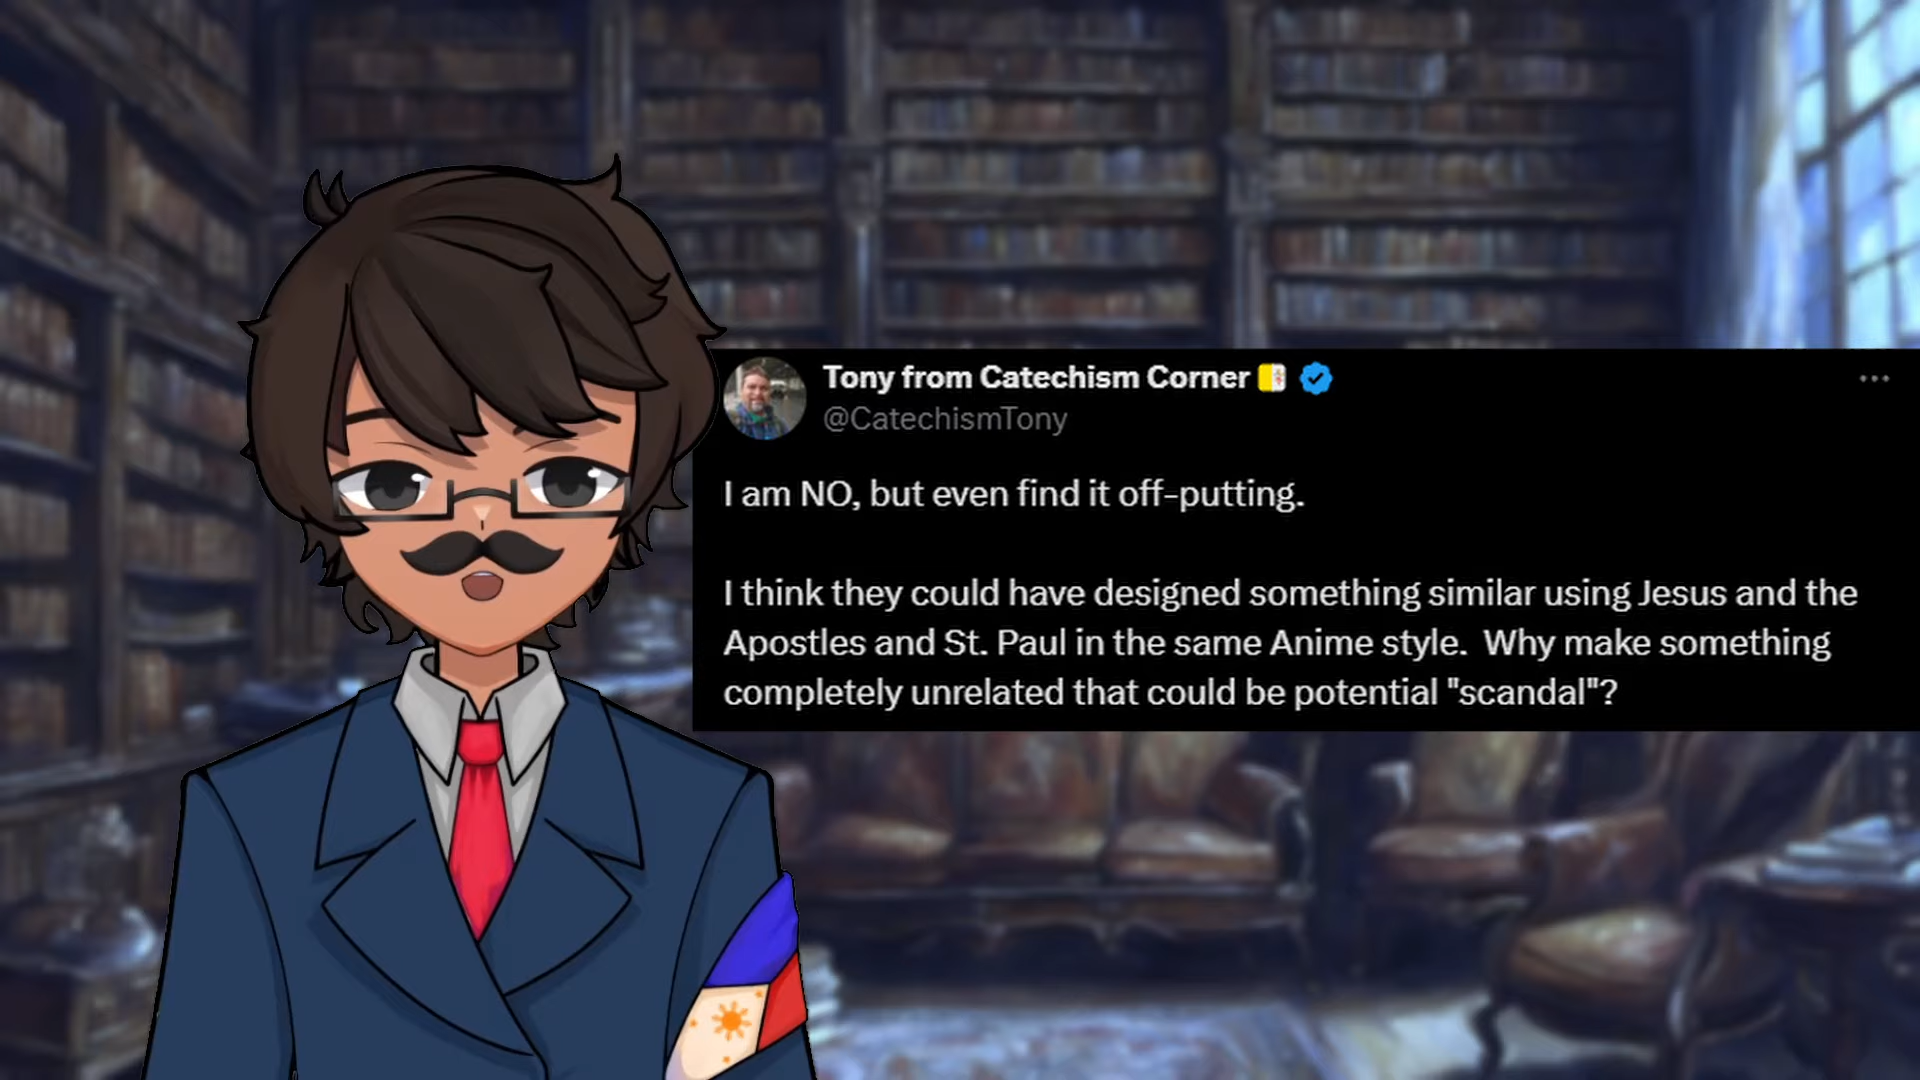 Tony from Catechism Corner
@CatechismTony
I am NO, but even find it off-putting.
I think they could have designed something similar using Jesus and the
Apostles and St. Paul in the same Anime style.  Why make something
completely unrelated that could be potential "scandal"?